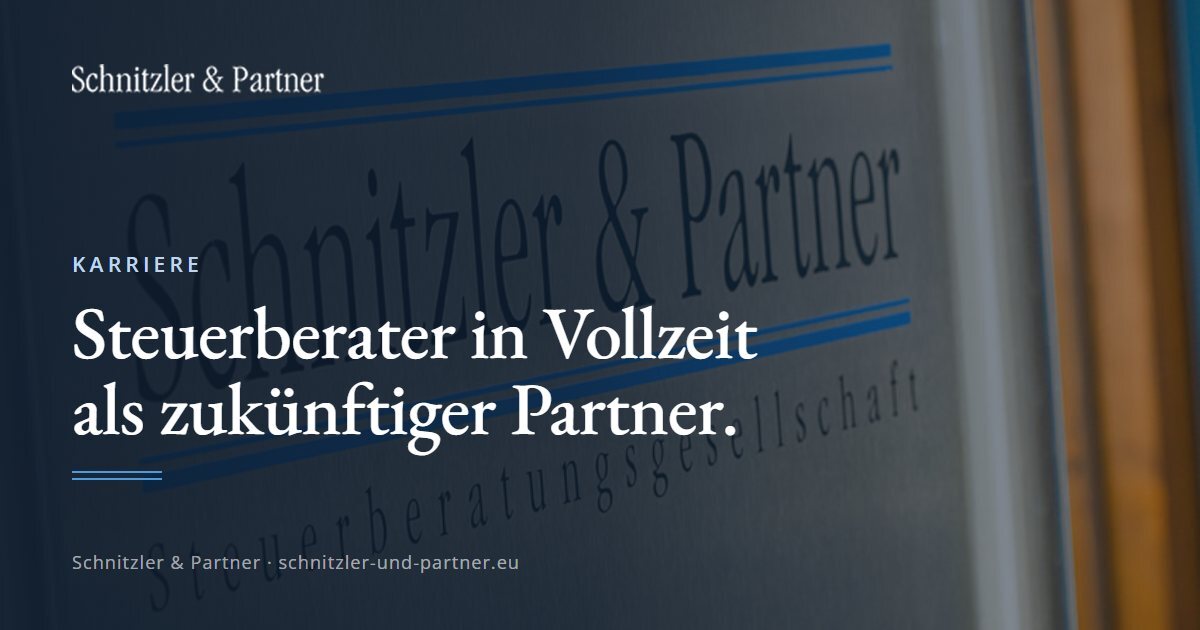 Schnitzler & Partner
Schnitzler & Partner
KARRIERE
Steuerberater in Vollzeit
als zukünftiger Partner.
Steuerberatungsgesellschaft
Schnitzler & Partner · schnitzler-und-partner.eu